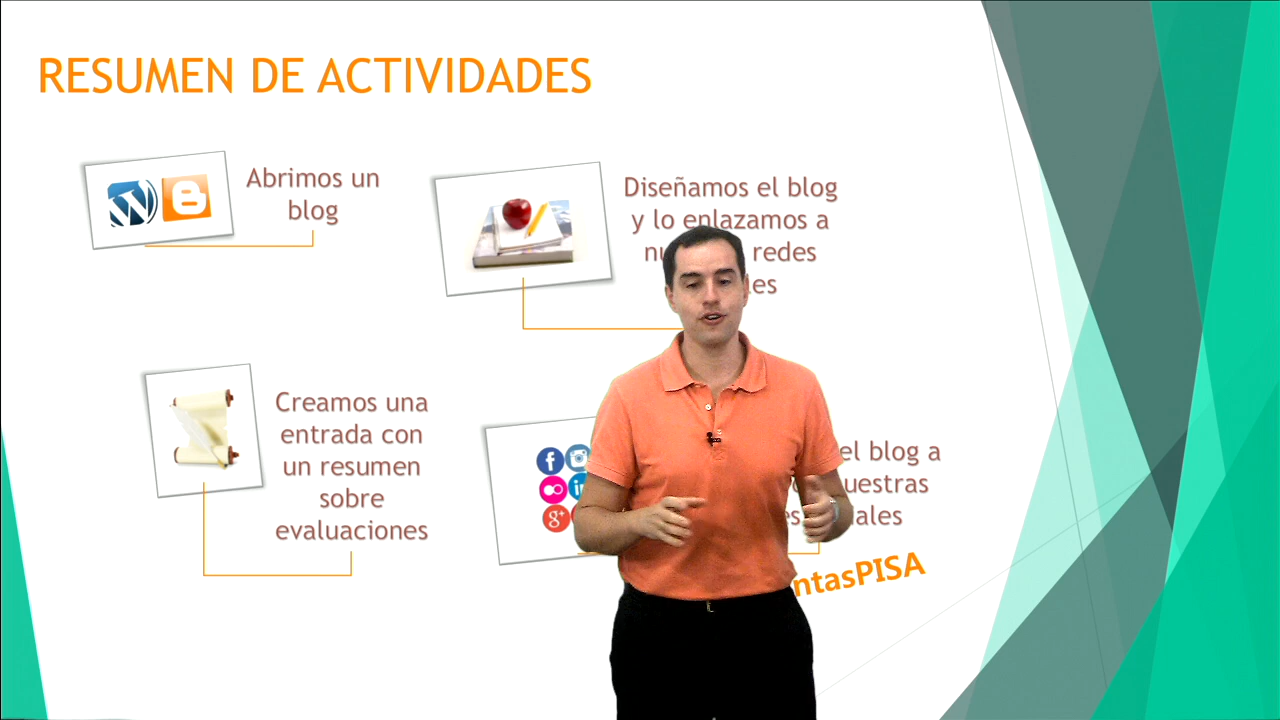 RESUMEN DE ACTIVIDADES
Abrimos un
blog
Diseñamos el blog
y lo enlazamos a
redes
Creamos una
entrada con
un resumen
sobre
evaluaciones
el blog a
uestras
ales
ntasPISA